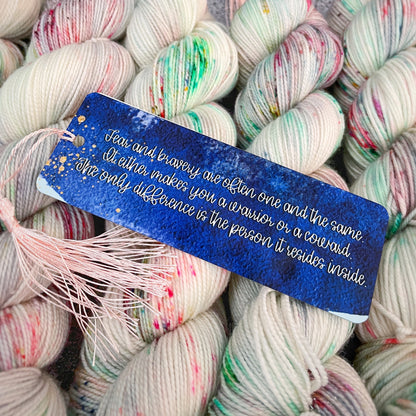 Fear and bravery are often one and the same.
It either makes you a warrior or a coward.
The only difference is the person it resides inside.